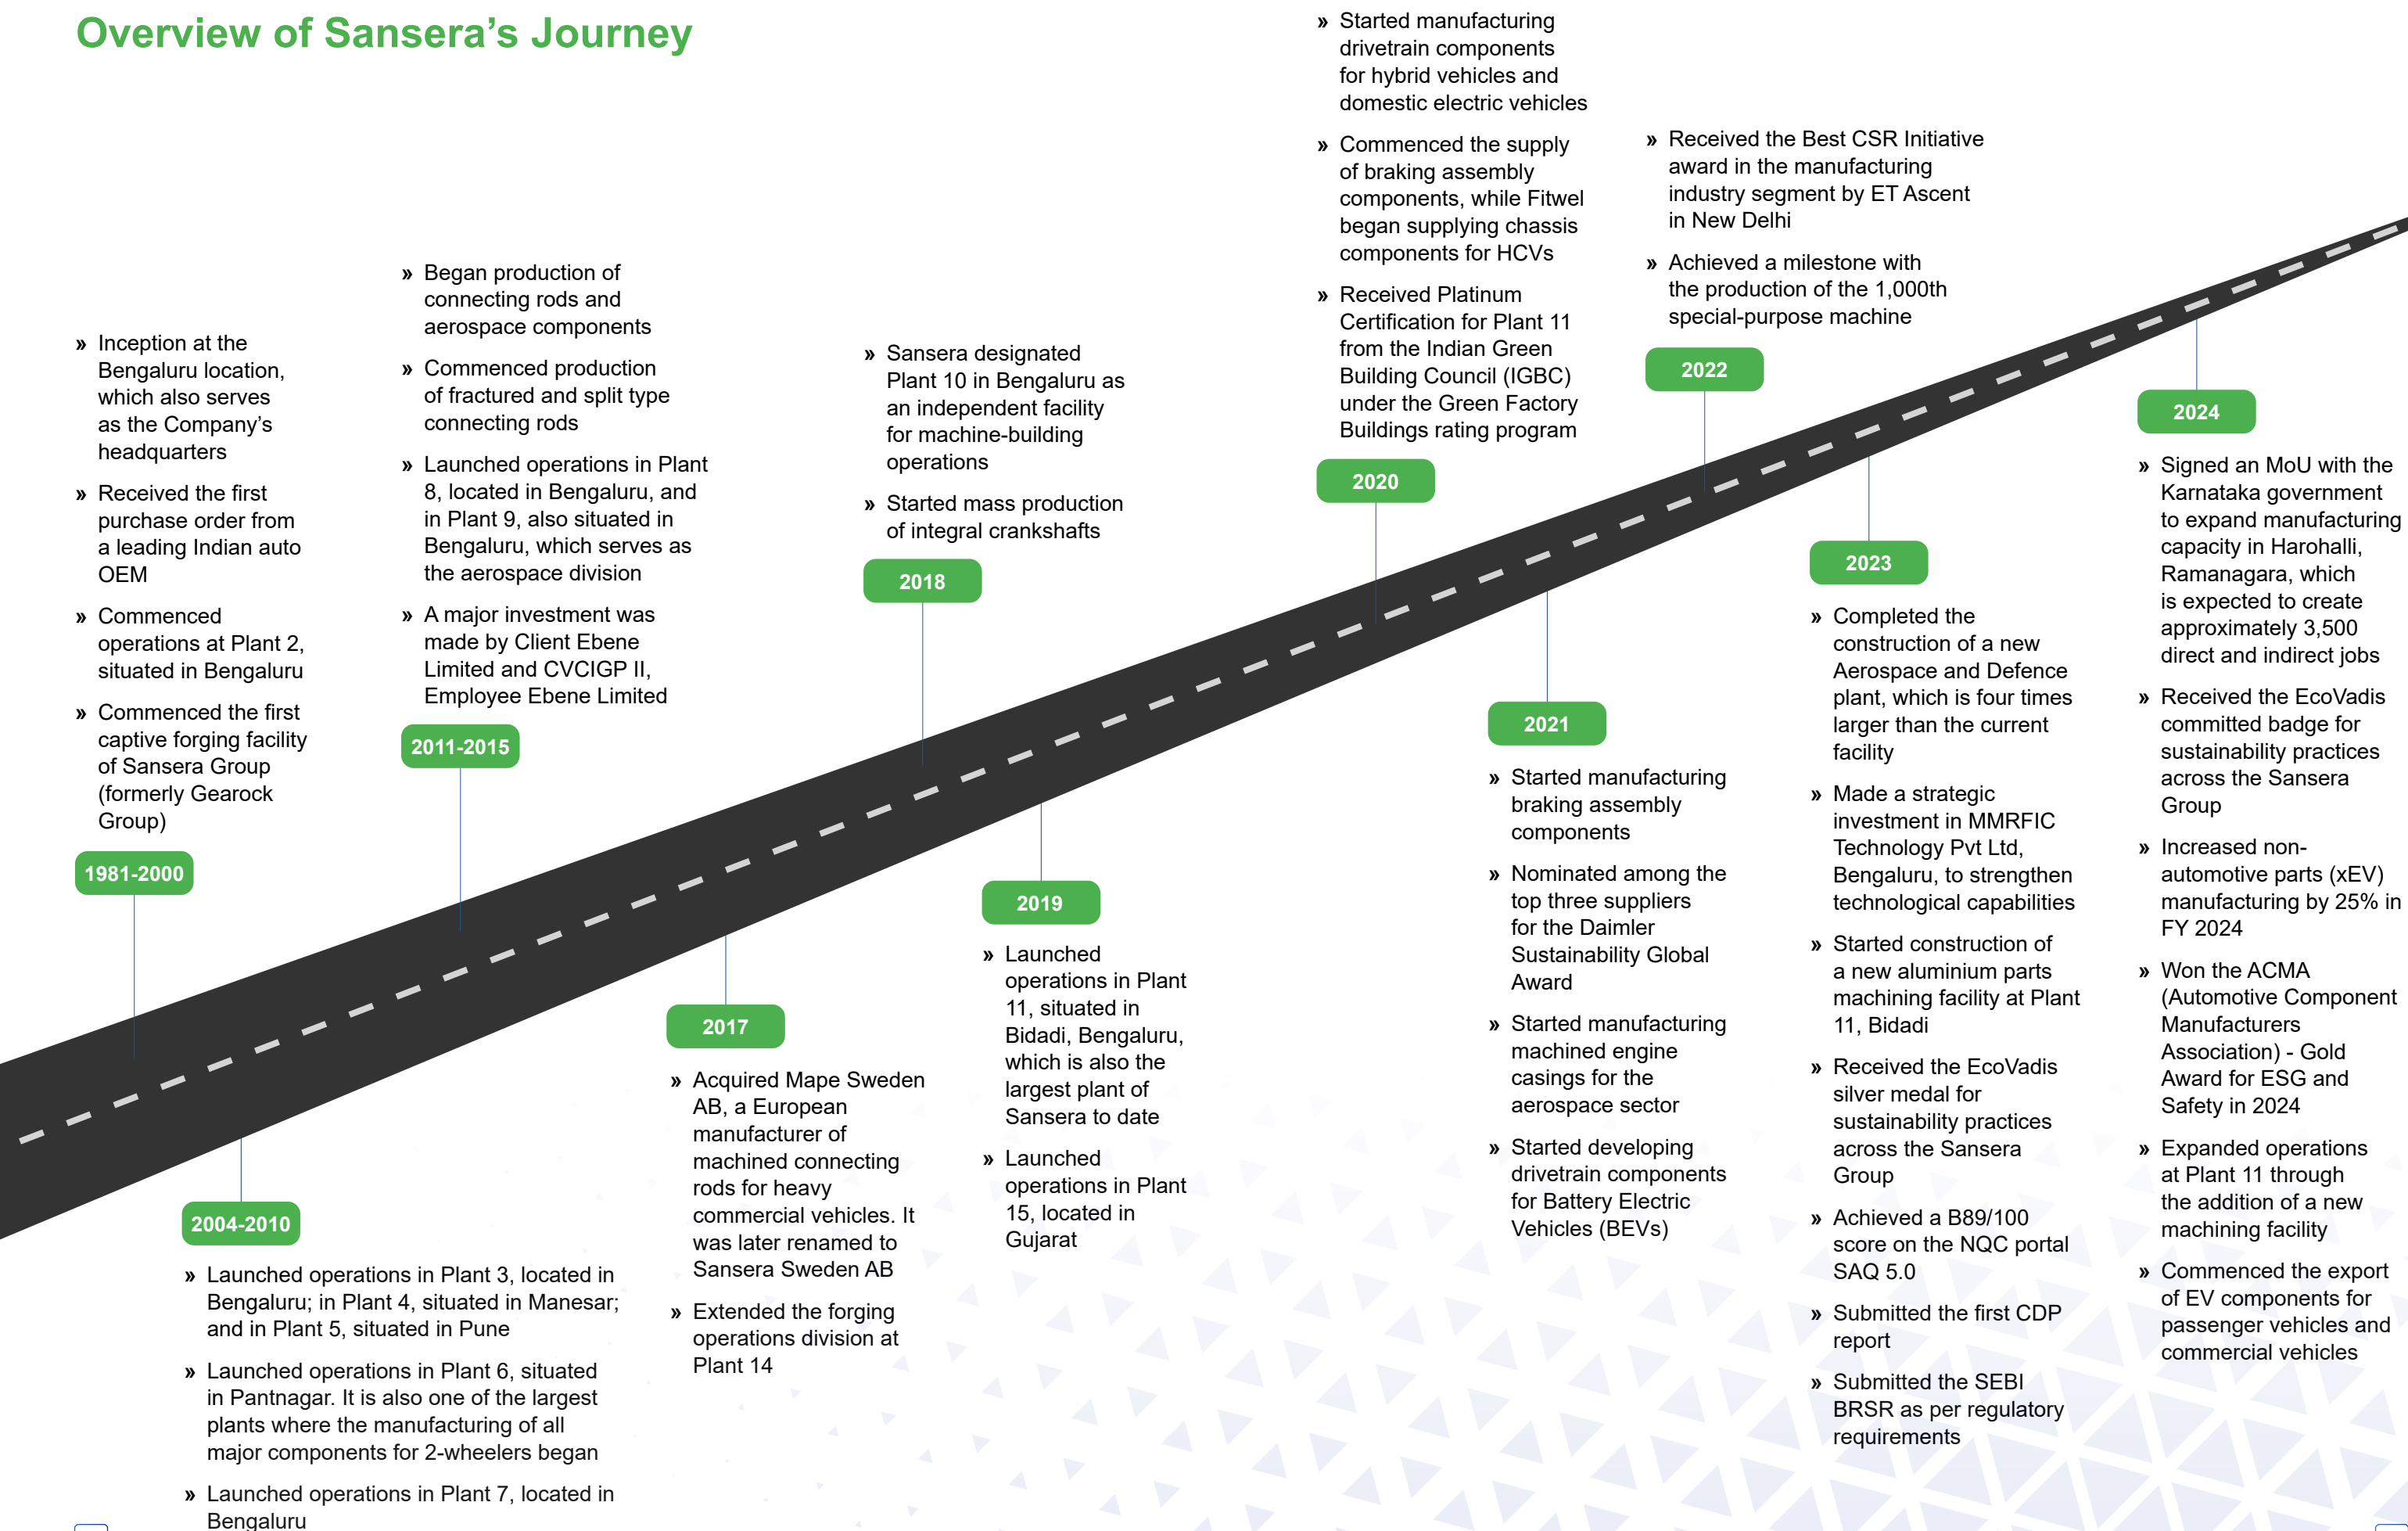 Overview of Sansera’s Journey
» Inception at the
Bengaluru location,
which also serves
as the Company’s
headquarters
» Received the first
purchase order from
a leading Indian auto
OEM
» Commenced
operations at Plant 2,
situated in Bengaluru
» Commenced the first
captive forging facility
of Sansera Group
(formerly Gearock
Group)
1981-2000
2004-2010
» Launched operations in Plant 3, located in
Bengaluru; in Plant 4, situated in Manesar;
and in Plant 5, situated in Pune
» Launched operations in Plant 6, situated
in Pantnagar. It is also one of the largest
plants where the manufacturing of all
major components for 2-wheelers began
» Launched operations in Plant 7, located in
Bengaluru
» Began production of
connecting rods and
aerospace components
» Commenced production
of fractured and split type
connecting rods
» Launched operations in Plant
8, located in Bengaluru, and
in Plant 9, also situated in
Bengaluru, which serves as
the aerospace division
» A major investment was
made by Client Ebene
Limited and CVCIGP II,
Employee Ebene Limited
2011-2015
2017
» Acquired Mape Sweden
AB, a European
manufacturer of
machined connecting
rods for heavy
commercial vehicles. It
was later renamed to
Sansera Sweden AB
» Extended the forging
operations division at
Plant 14
» Sansera designated
Plant 10 in Bengaluru as
an independent facility
for machine-building
operations
» Started mass production
of integral crankshafts
2018
2019
» Launched
operations in Plant
11, situated in
Bidadi, Bengaluru,
which is also the
largest plant of
Sansera to date
» Launched
operations in Plant
15, located in
Gujarat
» Started manufacturing
drivetrain components
for hybrid vehicles and
domestic electric vehicles
» Commenced the supply
of braking assembly
components, while Fitwel
began supplying chassis
components for HCVs
» Received Platinum
Certification for Plant 11
from the Indian Green
Building Council (IGBC)
under the Green Factory
Buildings rating program
2020
2021
» Started manufacturing
braking assembly
components
» Nominated among the
top three suppliers
for the Daimler
Sustainability Global
Award
» Started manufacturing
machined engine
casings for the
aerospace sector
» Started developing
drivetrain components
for Battery Electric
Vehicles (BEVs)
» Received the Best CSR Initiative
award in the manufacturing
industry segment by ET Ascent
in New Delhi
» Achieved a milestone with
the production of the 1,000th
special-purpose machine
2022
2023
» Completed the
construction of a new
Aerospace and Defence
plant, which is four times
larger than the current
facility
» Made a strategic
investment in MMRFIC
Technology Pvt Ltd,
Bengaluru, to strengthen
technological capabilities
» Started construction of
a new aluminium parts
machining facility at Plant
11, Bidadi
» Received the EcoVadis
silver medal for
sustainability practices
across the Sansera
Group
» Achieved a B89/100
score on the NQC portal
SAQ 5.0
» Submitted the first CDP
report
» Submitted the SEBI
BRSR as per regulatory
requirements
2024
» Signed an MoU with the
Karnataka government
to expand manufacturing
capacity in Harohalli,
Ramanagara, which
is expected to create
approximately 3,500
direct and indirect jobs
» Received the EcoVadis
committed badge for
sustainability practices
across the Sansera
Group
» Increased non-
automotive parts (xEV)
manufacturing by 25% in
FY 2024
» Won the ACMA
(Automotive Component
Manufacturers
Association) - Gold
Award for ESG and
Safety in 2024
» Expanded operations
at Plant 11 through
the addition of a new
machining facility
» Commenced the export
of EV components for
passenger vehicles and
commercial vehicles